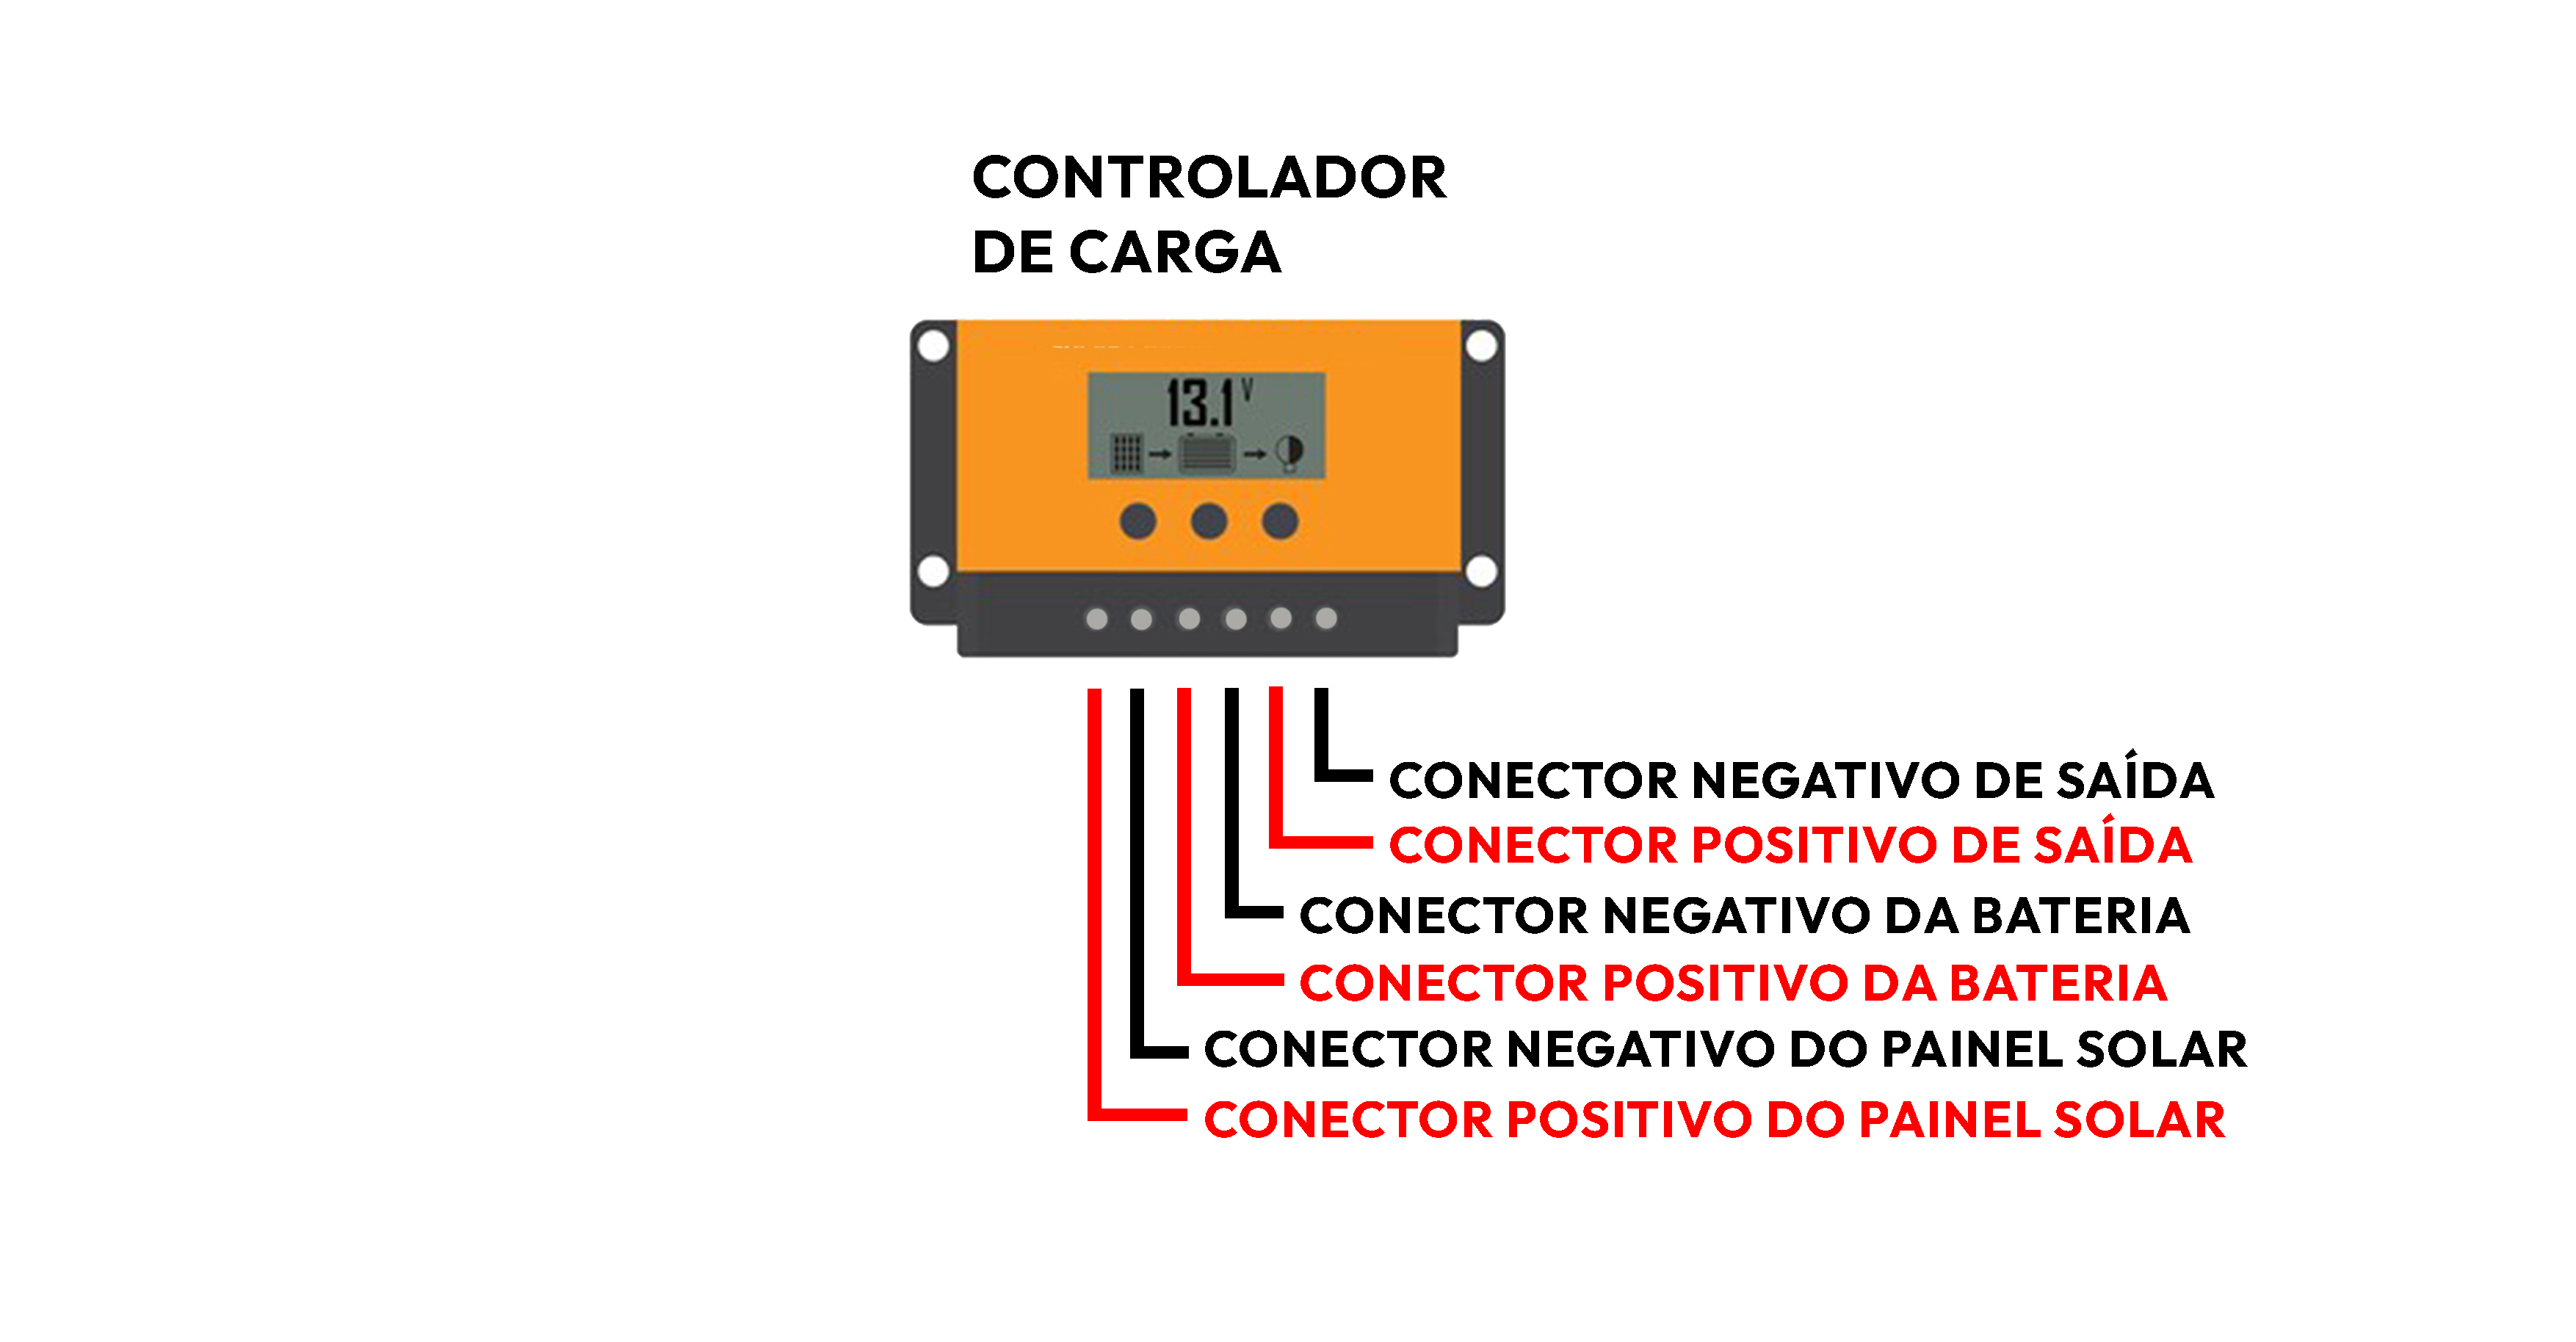 CONTROLADOR
DE CARGA
13.1 V
CONECTOR NEGATIVO DE SAÍDA
CONECTOR POSITIVO DE SAÍDA
CONECTOR NEGATIVO DA BATERIA
CONECTOR POSITIVO DA BATERIA
CONECTOR NEGATIVO DO PAINEL SOLAR
CONECTOR POSITIVO DO PAINEL SOLAR